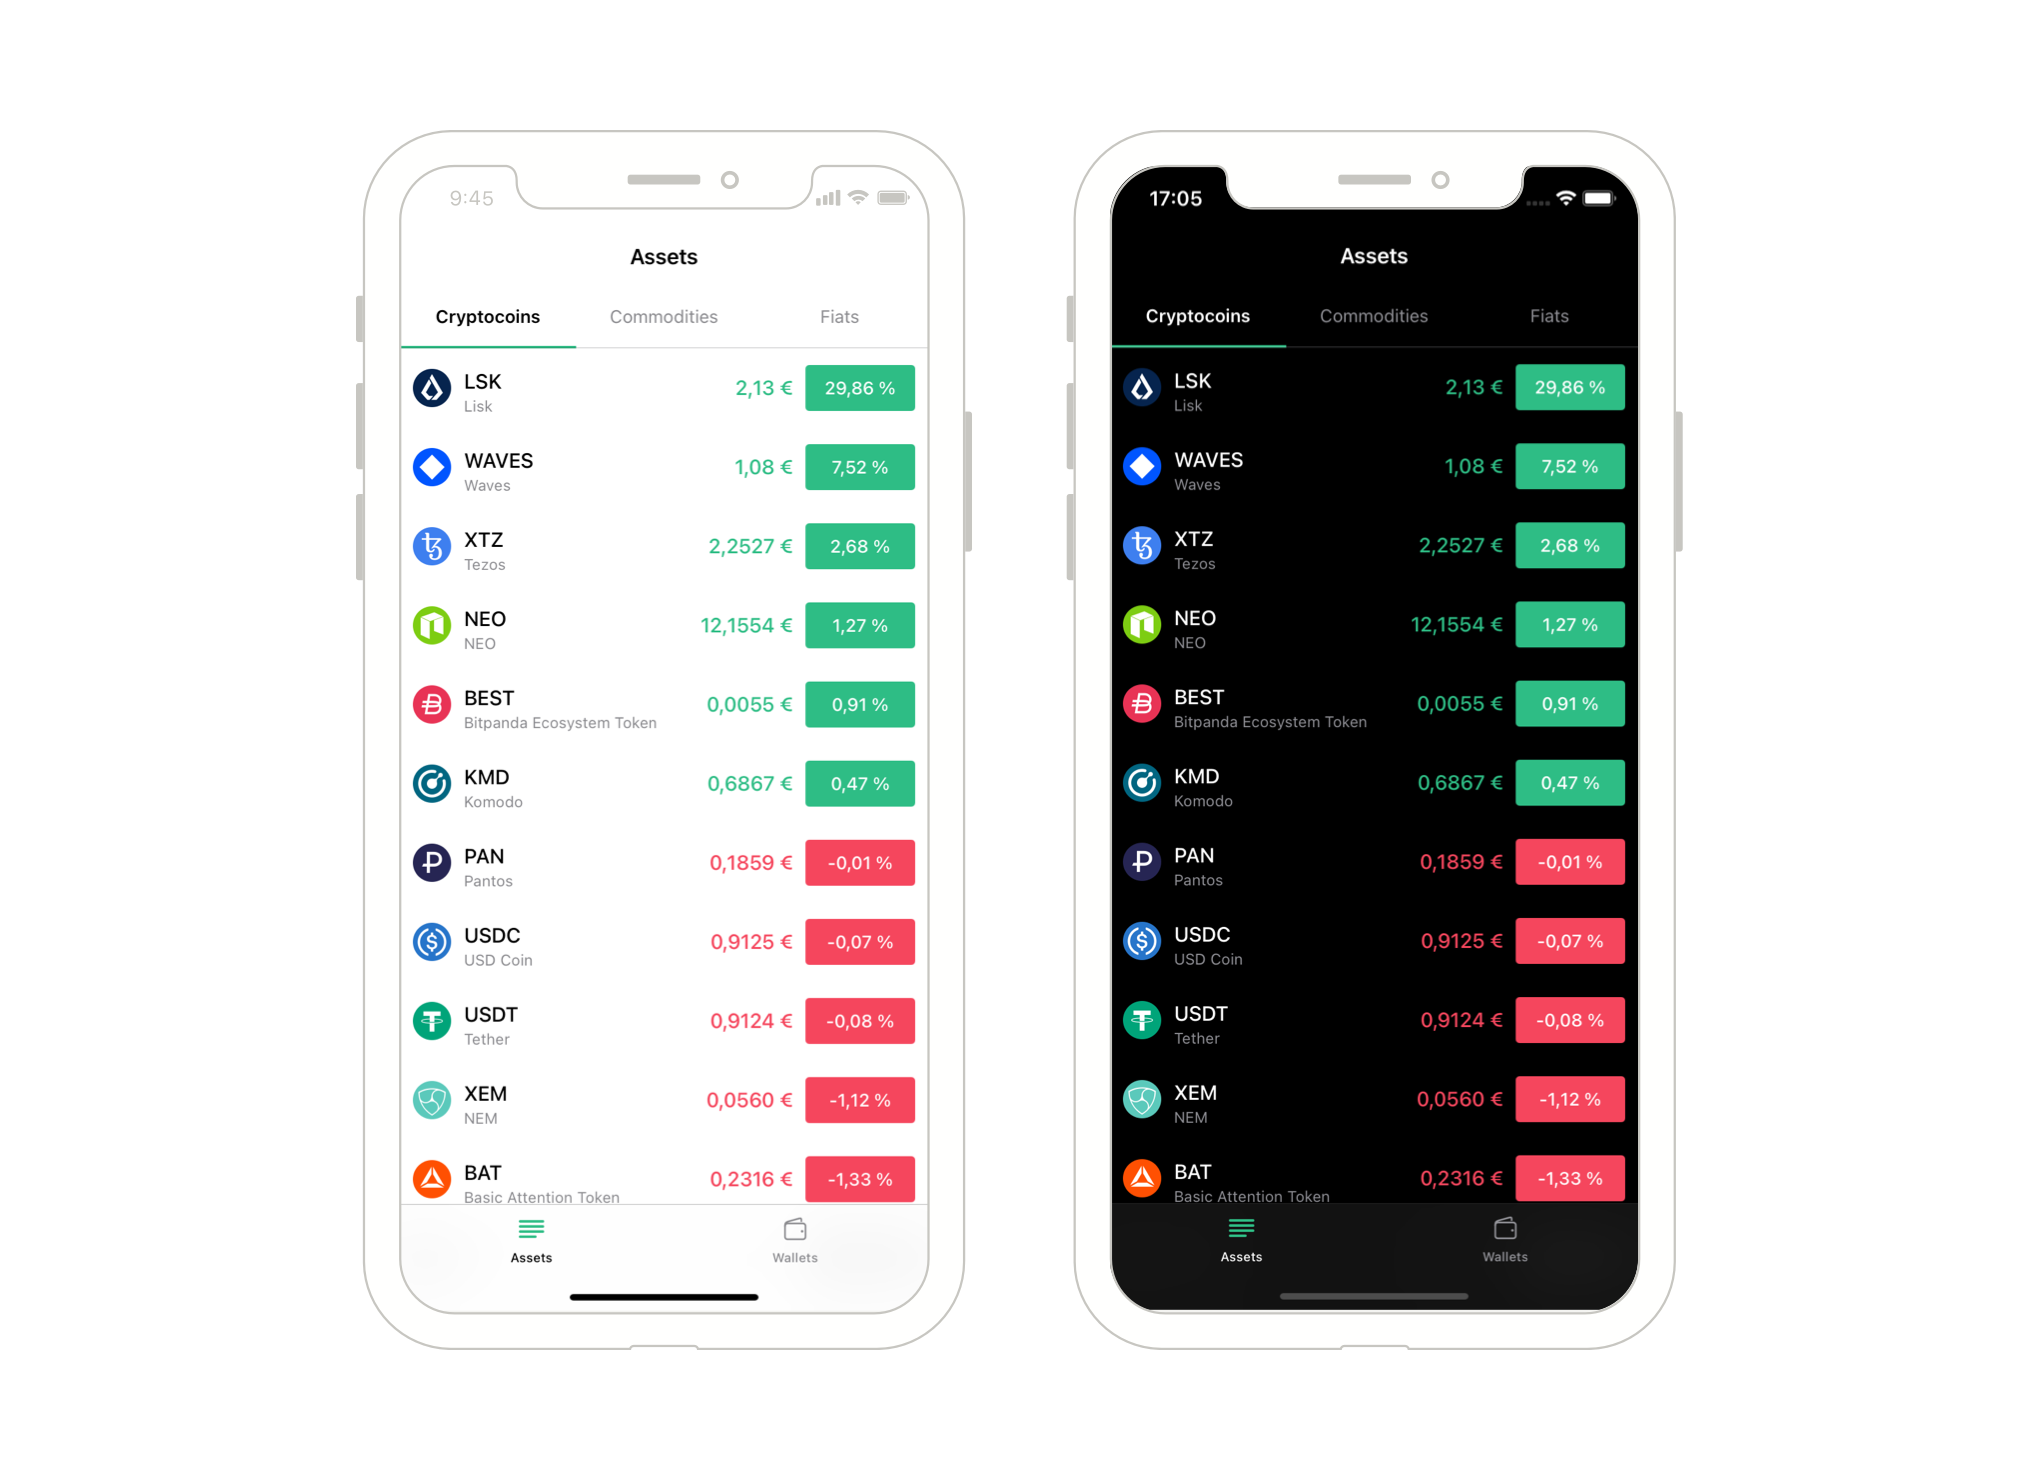 9:45
Assets
Cryptocoins Commodities Fiats
LSK 2,13 € 29,86 %
Lisk
WAVES 1,08 € 7,52 %
Waves
XTZ 2,2527 € 2,68 %
Tezos
NEO 12,1554 € 1,27 %
NEO
BEST 0,0055 € 0,91 %
Bitpanda Ecosystem Token
KMD 0,6867 € 0,47 %
Komodo
PAN 0,1859 € -0,01 %
Pantos
USDC 0,9125 € -0,07 %
USD Coin
USDT 0,9124 € -0,08 %
Tether
XEM 0,0560 € -1,12 %
NEM
BAT 0,2316 € -1,33 %
Basic Attention Token
Assets Wallets
17:05
Assets
Cryptocoins Commodities Fiats
LSK 2,13 € 29,86 %
Lisk
WAVES 1,08 € 7,52 %
Waves
XTZ 2,2527 € 2,68 %
Tezos
NEO 12,1554 € 1,27 %
NEO
BEST 0,0055 € 0,91 %
Bitpanda Ecosystem Token
KMD 0,6867 € 0,47 %
Komodo
PAN 0,1859 € -0,01 %
Pantos
USDC 0,9125 € -0,07 %
USD Coin
USDT 0,9124 € -0,08 %
Tether
XEM 0,0560 € -1,12 %
NEM
BAT 0,2316 € -1,33 %
Basic Attention Token
Assets Wallets